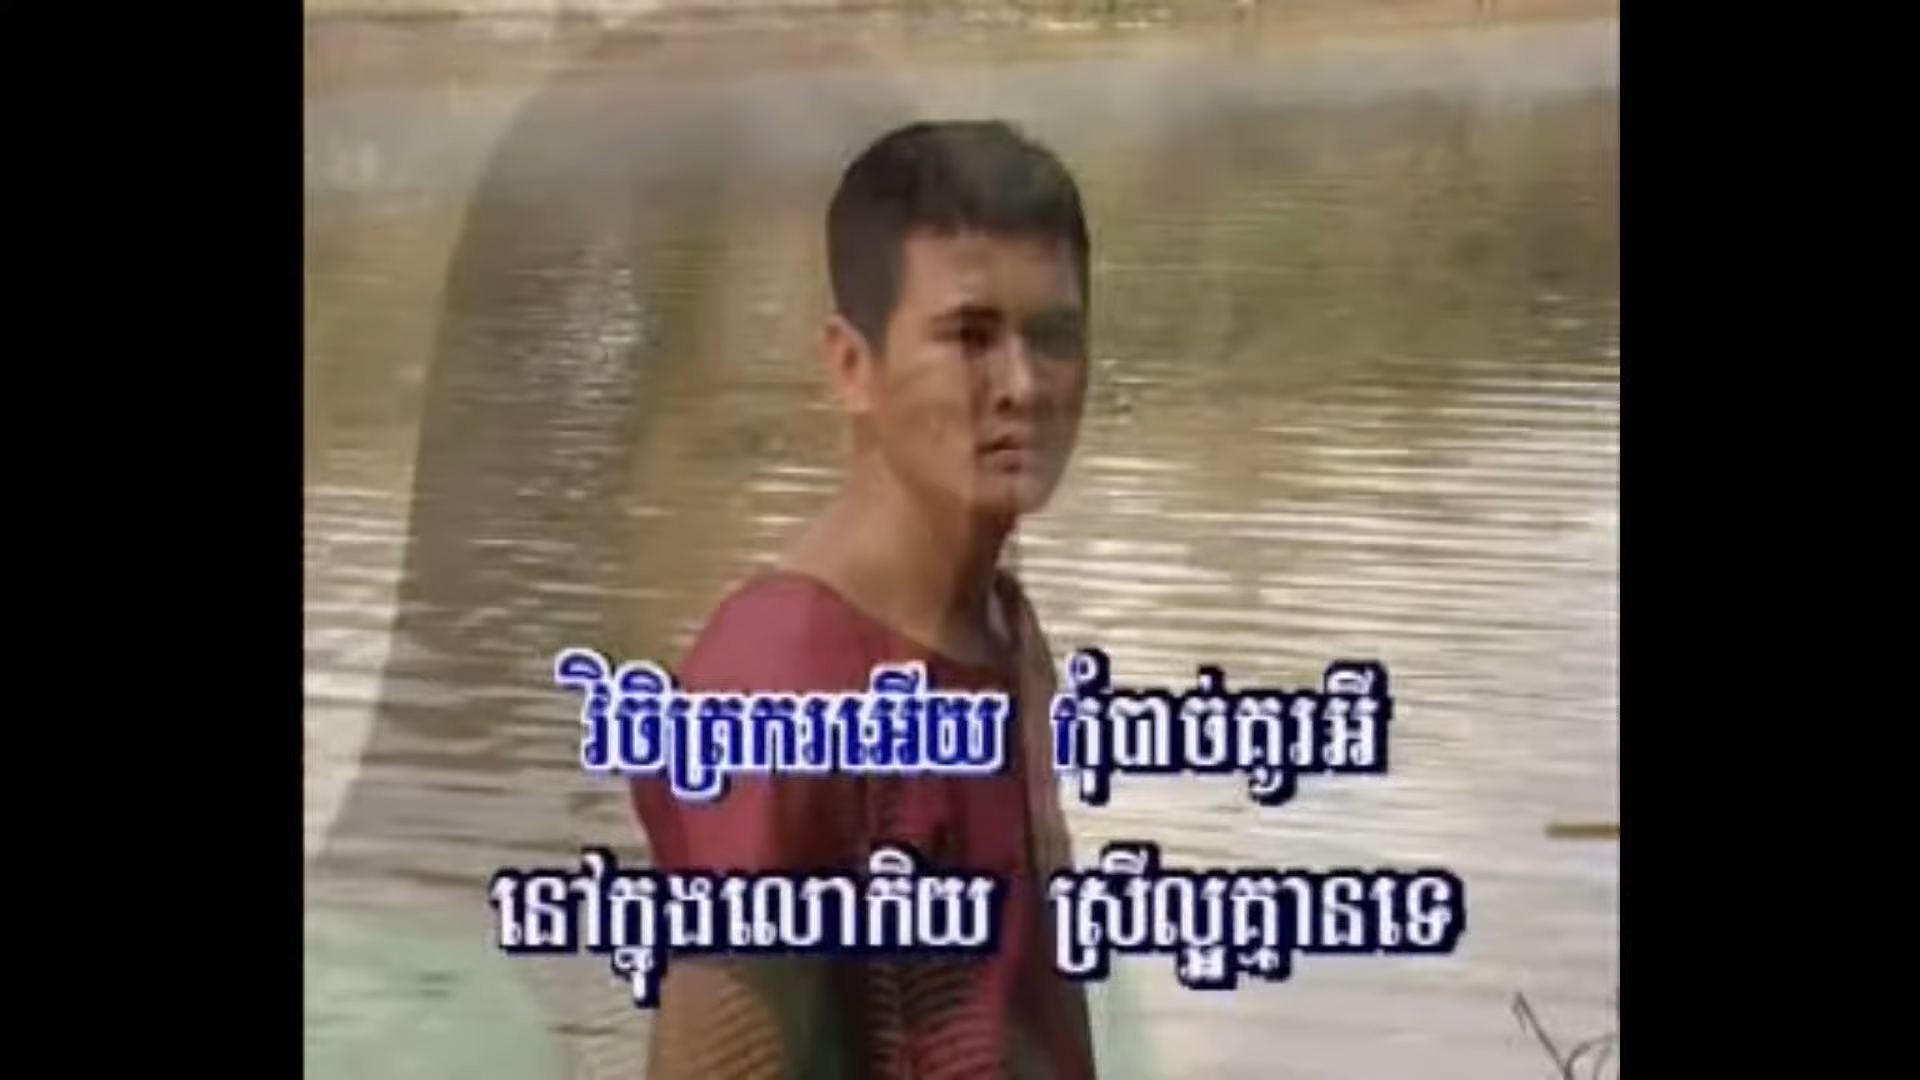 វិចិត្រករអើយ កុំបាច់គូរអី
នៅក្នុងលោកិយ ស្រីល្អគ្មានទេ